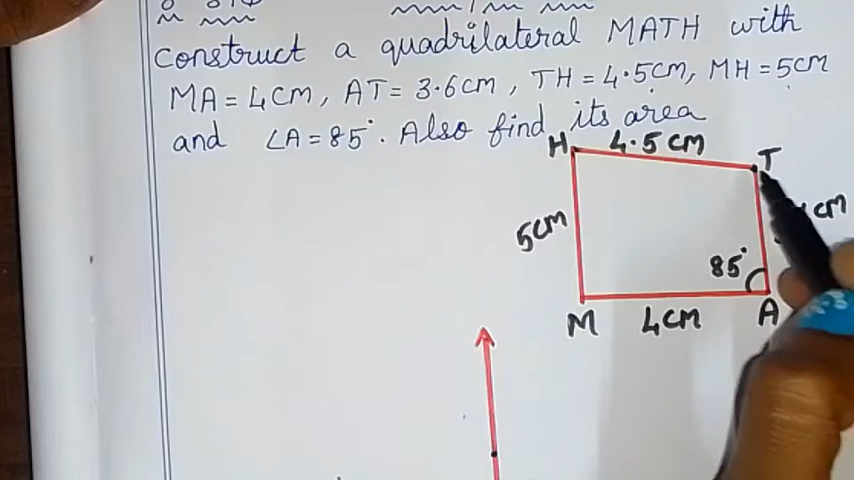 construct a quadrilateral MATH with
MA = 4cm, AT = 3.6cm, TH = 4.5cm, MH = 5cm
and ∠A = 85°. Also find its area
H 4.5cm T
5cm cm
85°
M 4cm A